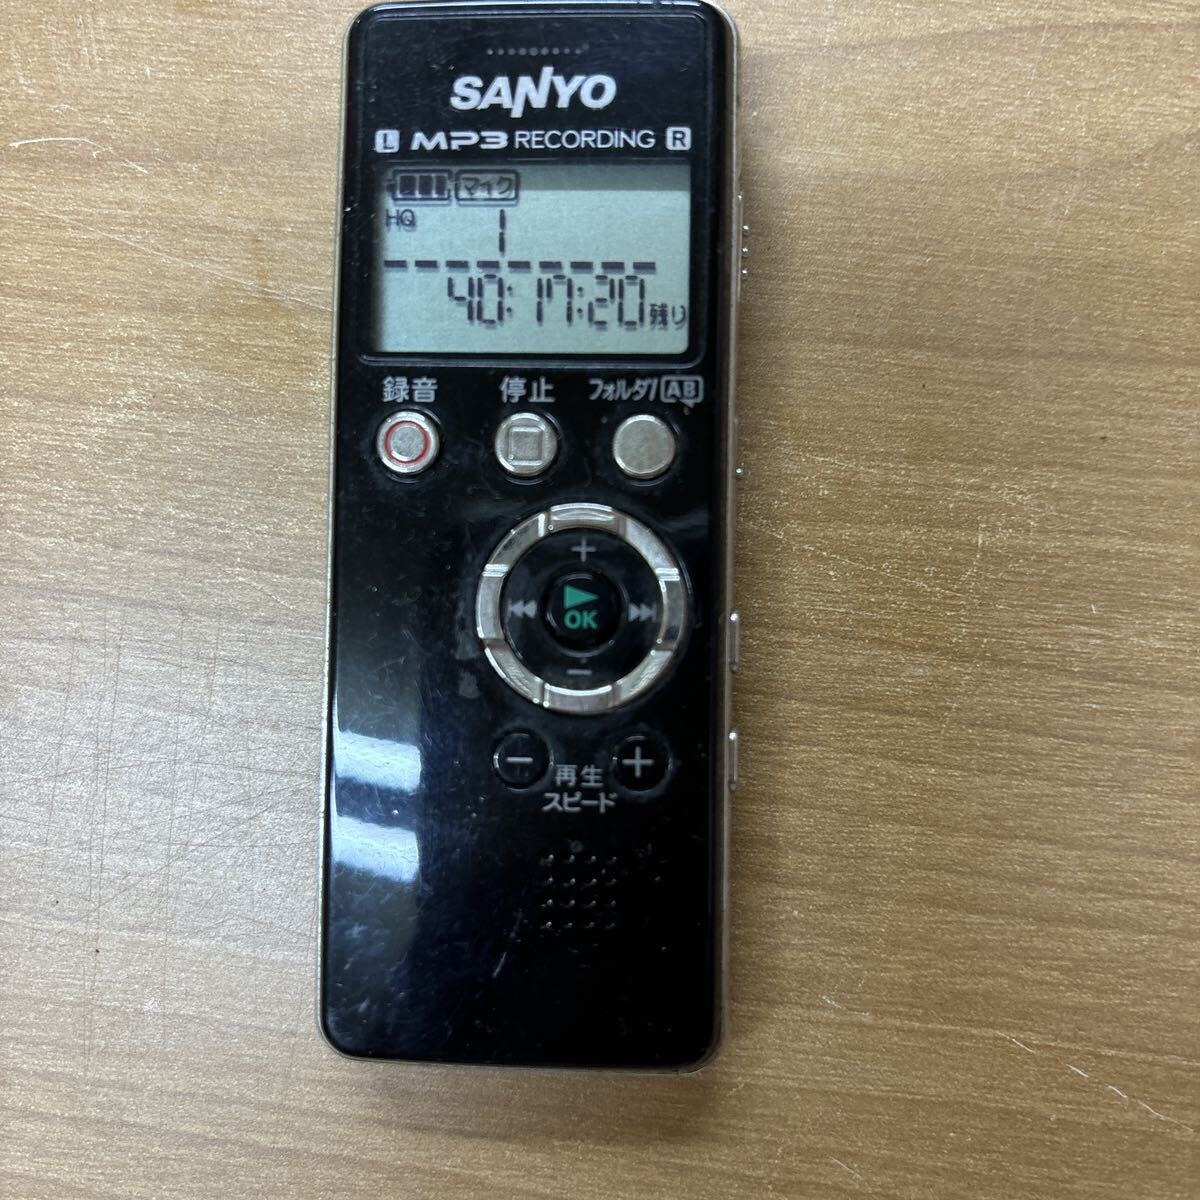 SANYO
L MP3 RECORDING R
マイク
HQ
1
40:17:20残り
録音 停止 フォルダ/AB
+
OK
−
− +
再生
スピード